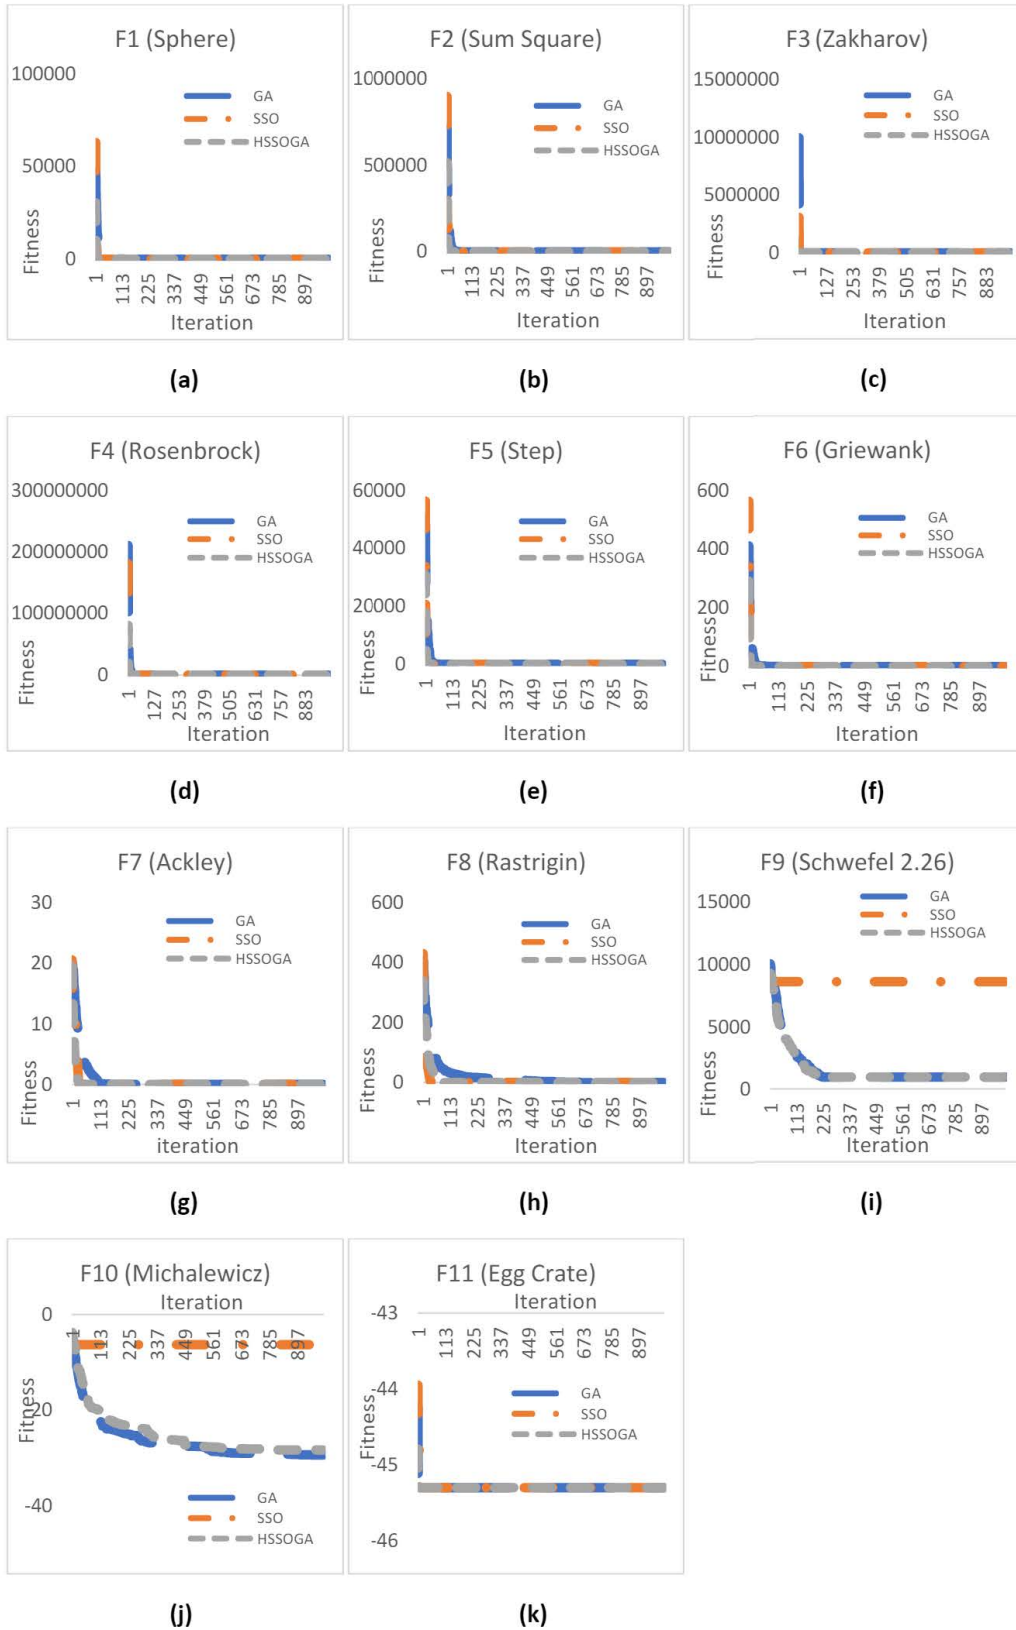 F1 (Sphere)
100000
50000
0
Fitness
GA
SSO
HSSOGA
1
113
225
337
449
561
673
785
897
Iteration
(a)
F2 (Sum Square)
1000000
500000
0
Fitness
GA
SSO
HSSOGA
1
113
225
337
449
561
673
785
897
Iteration
(b)
F3 (Zakharov)
15000000
10000000
5000000
0
Fitness
GA
SSO
HSSOGA
1
127
253
379
505
631
757
883
Iteration
(c)
F4 (Rosenbrock)
300000000
200000000
100000000
0
Fitness
GA
SSO
HSSOGA
1
127
253
379
505
631
757
883
Iteration
(d)
F5 (Step)
60000
40000
20000
0
Fitness
GA
SSO
HSSOGA
1
113
225
337
449
561
673
785
897
Iteration
(e)
F6 (Griewank)
600
400
200
0
Fitness
GA
SSO
HSSOGA
1
113
225
337
449
561
673
785
897
Iteration
(f)
F7 (Ackley)
30
20
10
0
Fitness
GA
SSO
HSSOGA
1
113
225
337
449
561
673
785
897
iteration
(g)
F8 (Rastrigin)
600
400
200
0
Fitness
GA
SSO
HSSOGA
1
113
225
337
449
561
673
785
897
Iteration
(h)
F9 (Schwefel 2.26)
15000
10000
5000
0
Fitness
GA
SSO
HSSOGA
1
113
225
337
449
561
673
785
897
Iteration
(i)
F10 (Michalewicz)
Iteration
0
-20
-40
Fitness
1
113
225
337
449
561
673
785
897
GA
SSO
HSSOGA
(j)
F11 (Egg Crate)
Iteration
-43
-44
-45
-46
Fitness
1
113
225
337
449
561
673
785
897
GA
SSO
HSSOGA
(k)